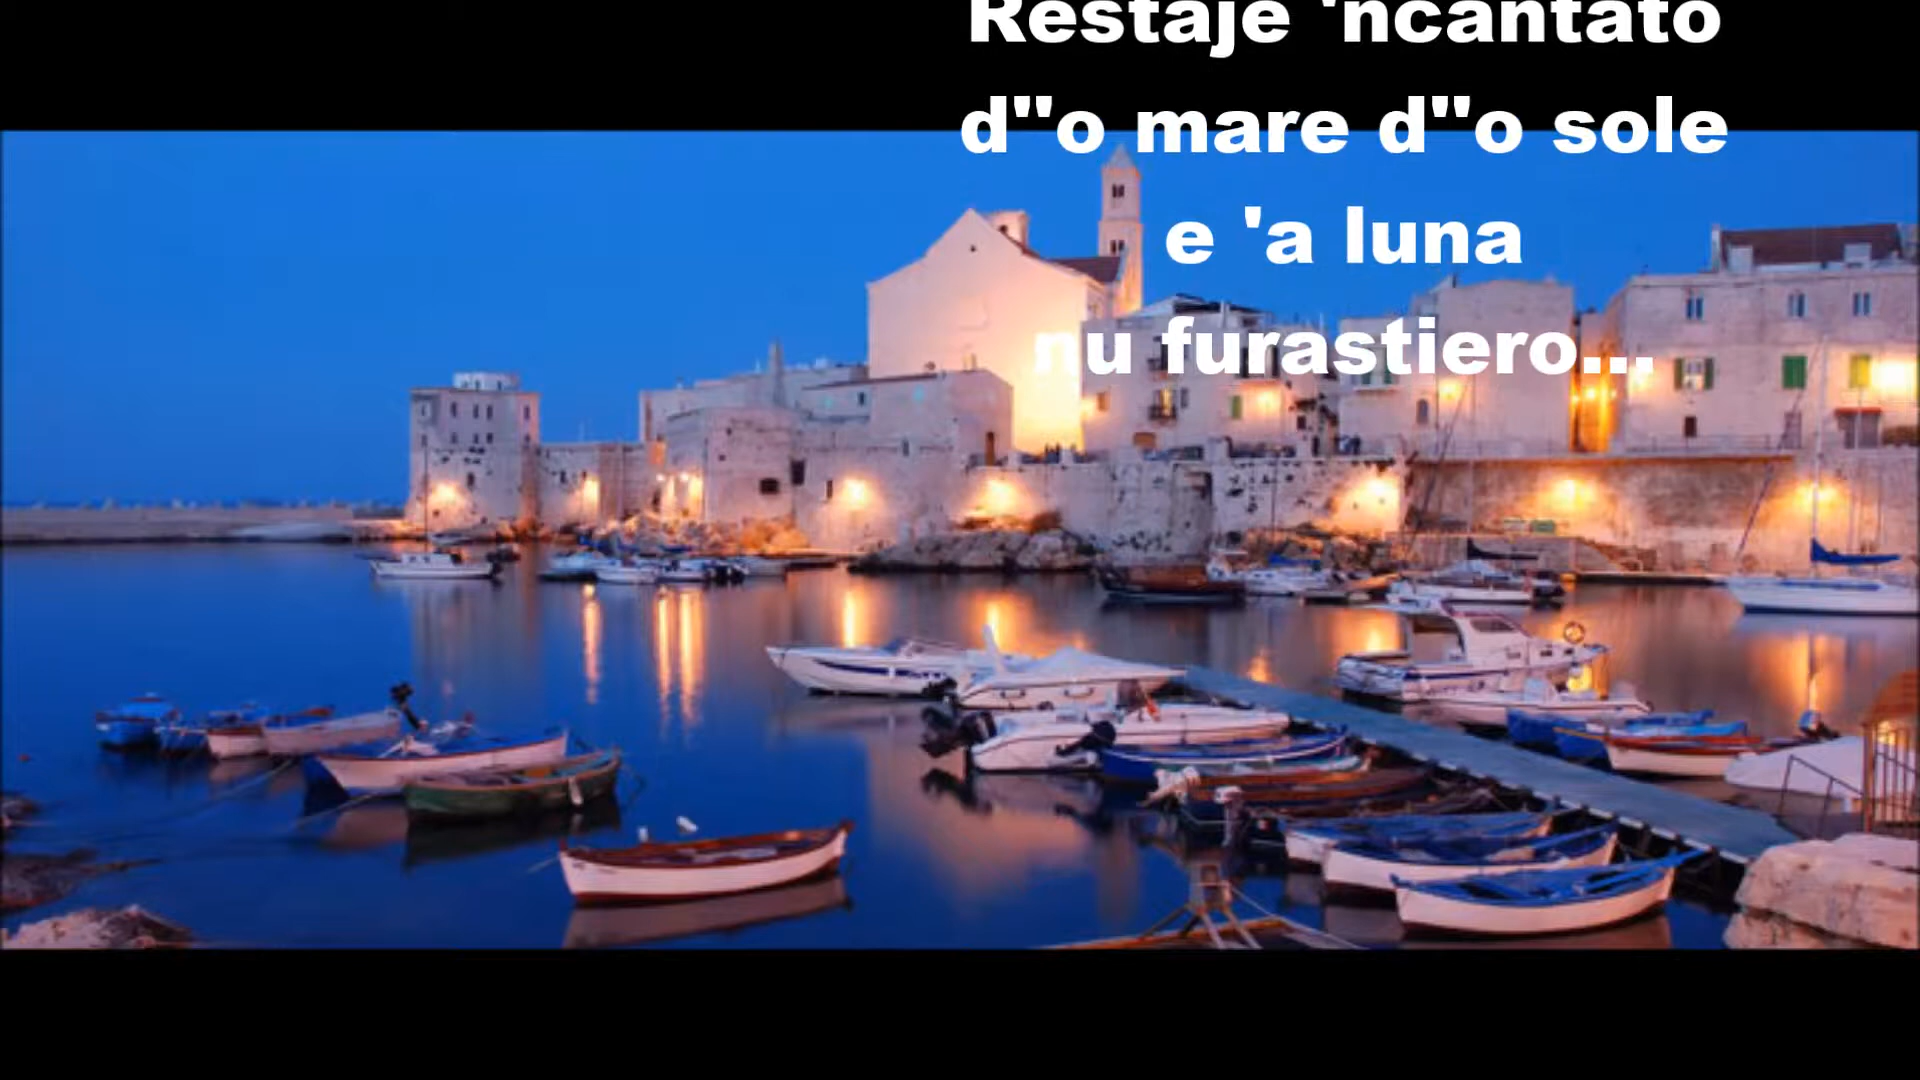 Restaje 'ncantato
d"o mare d"o sole
e 'a luna
nu furastiero...